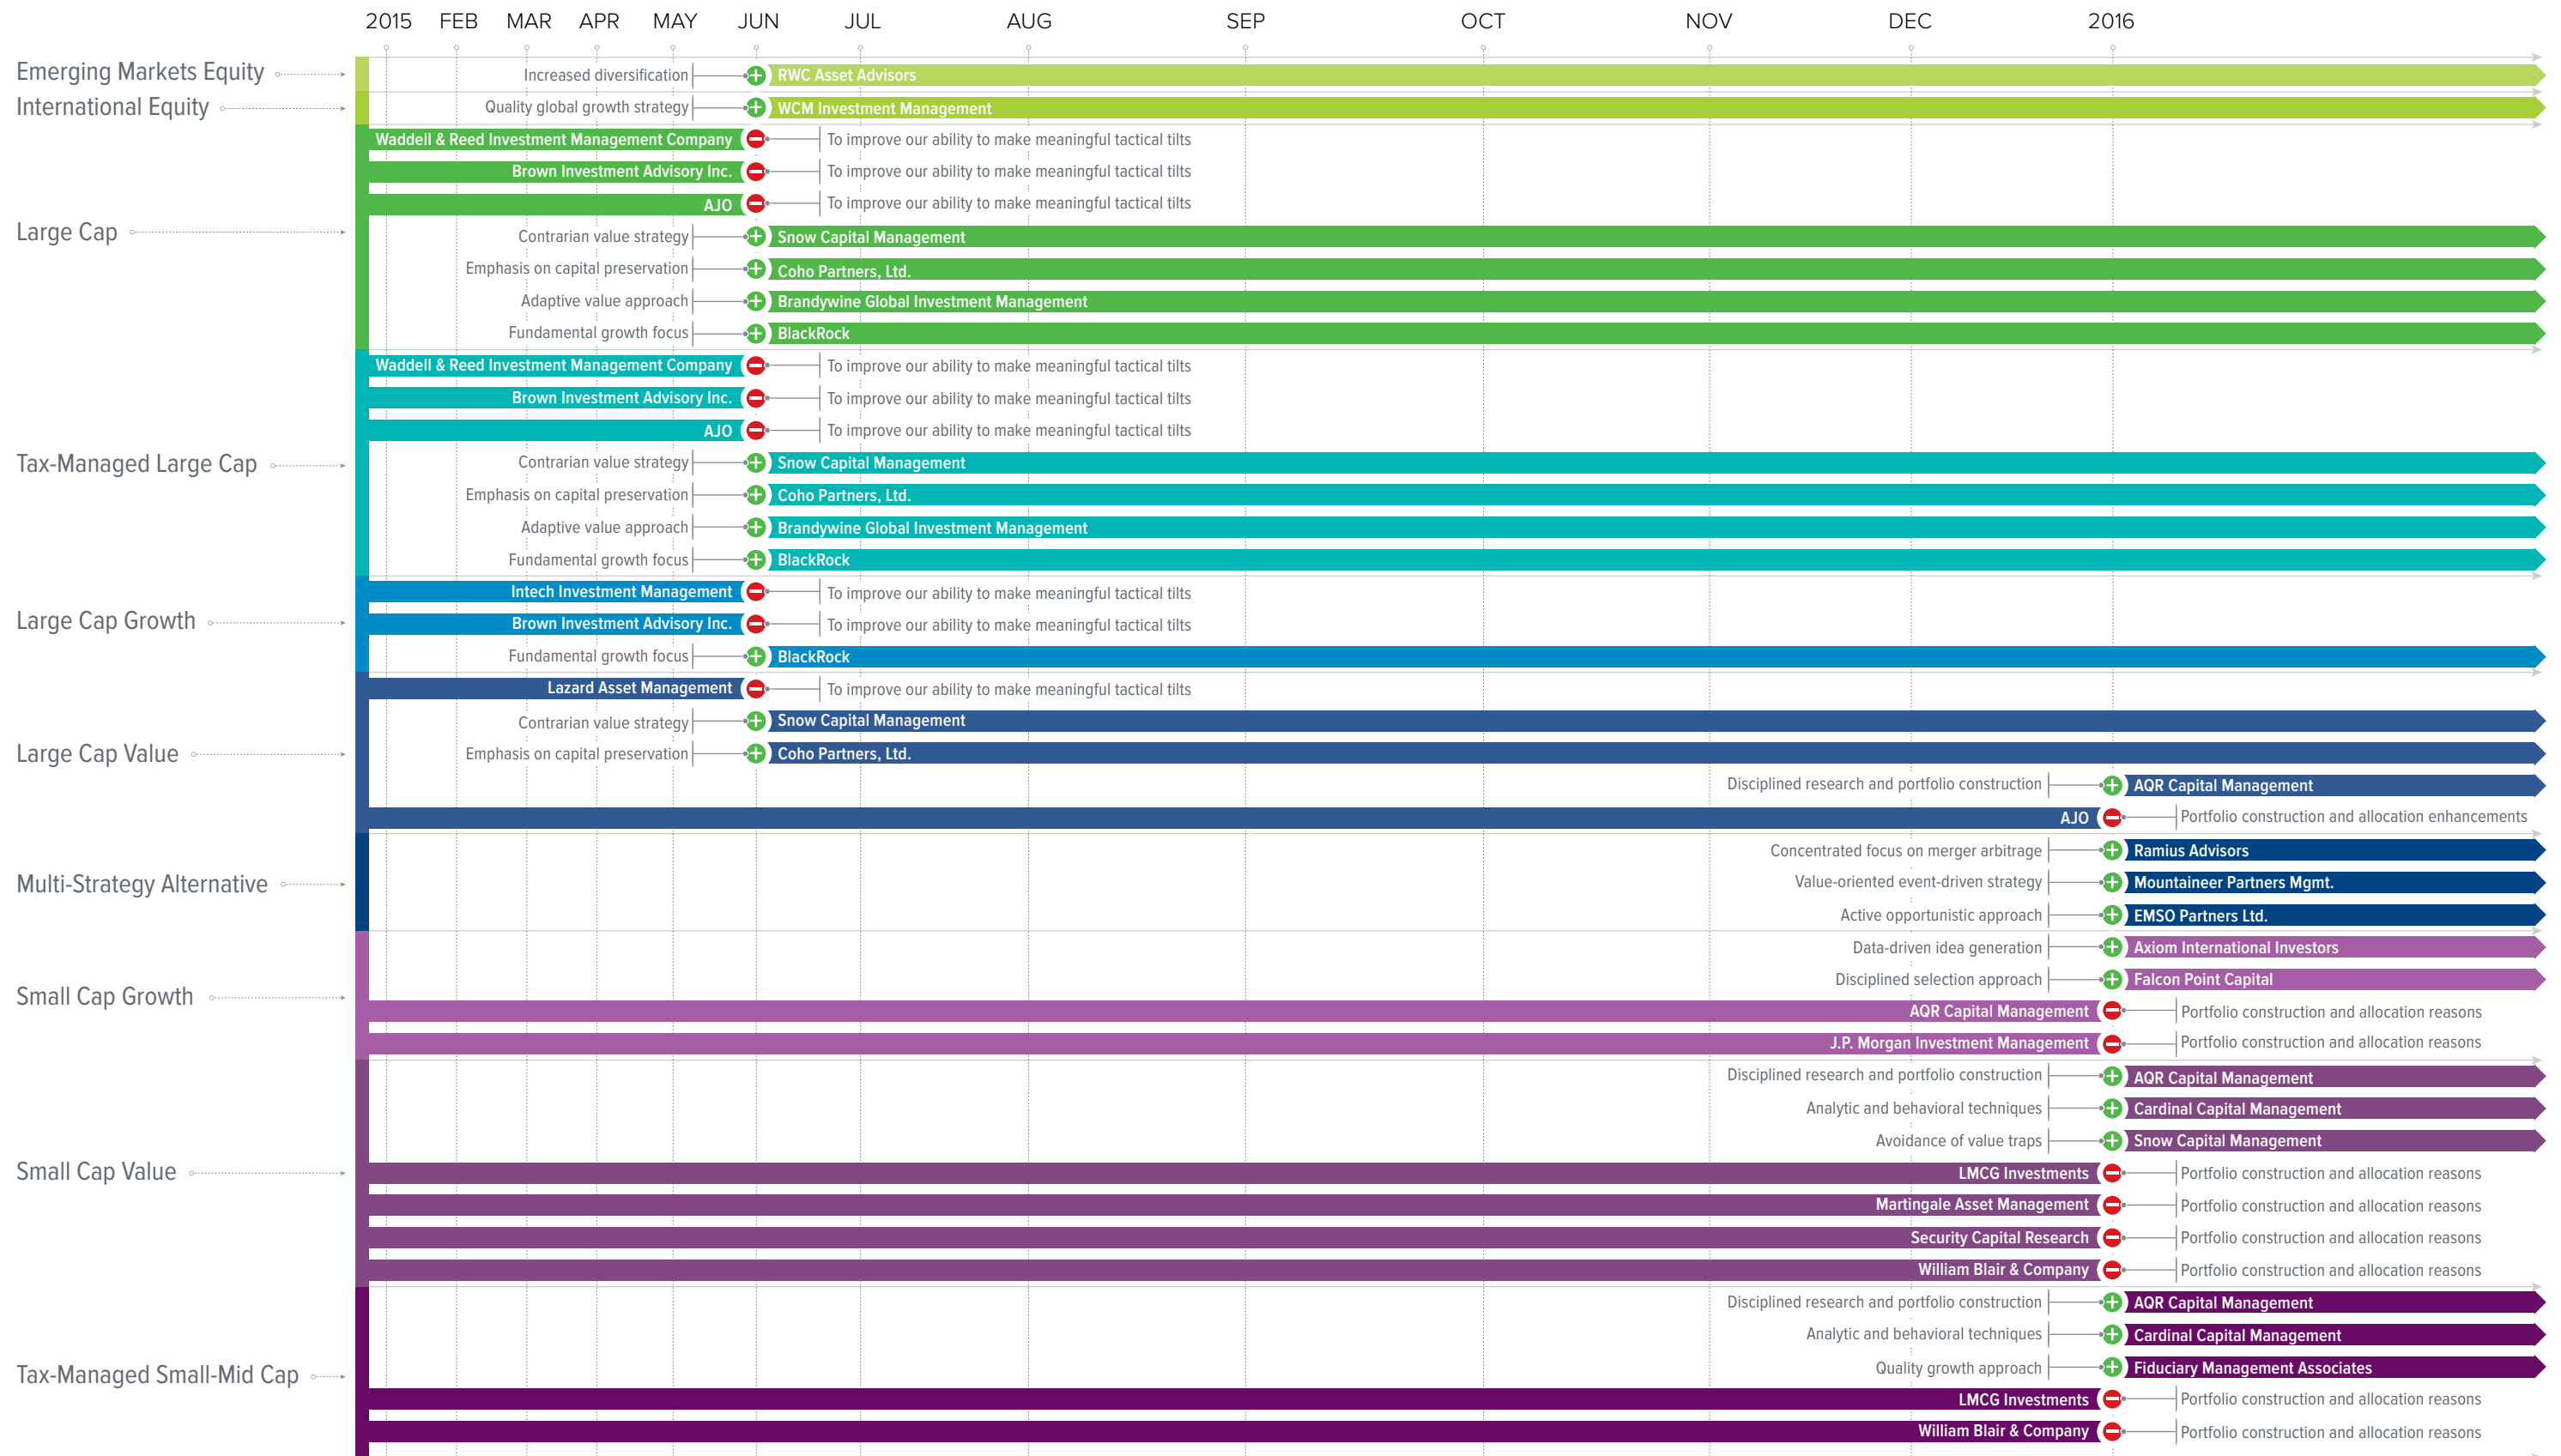 2015 FEB MAR APR MAY JUN JUL AUG SEP OCT NOV DEC 2016
Emerging Markets Equity
Increased diversification RWC Asset Advisors
International Equity
Quality global growth strategy WCM Investment Management
Waddell & Reed Investment Management Company To improve our ability to make meaningful tactical tilts
Brown Investment Advisory Inc. To improve our ability to make meaningful tactical tilts
AJO To improve our ability to make meaningful tactical tilts
Large Cap
Contrarian value strategy Snow Capital Management
Emphasis on capital preservation Coho Partners, Ltd.
Adaptive value approach Brandywine Global Investment Management
Fundamental growth focus BlackRock
Waddell & Reed Investment Management Company To improve our ability to make meaningful tactical tilts
Brown Investment Advisory Inc. To improve our ability to make meaningful tactical tilts
AJO To improve our ability to make meaningful tactical tilts
Tax-Managed Large Cap
Contrarian value strategy Snow Capital Management
Emphasis on capital preservation Coho Partners, Ltd.
Adaptive value approach Brandywine Global Investment Management
Fundamental growth focus BlackRock
Intech Investment Management To improve our ability to make meaningful tactical tilts
Large Cap Growth
Brown Investment Advisory Inc. To improve our ability to make meaningful tactical tilts
Fundamental growth focus BlackRock
Lazard Asset Management To improve our ability to make meaningful tactical tilts
Contrarian value strategy Snow Capital Management
Large Cap Value
Emphasis on capital preservation Coho Partners, Ltd.
Disciplined research and portfolio construction AQR Capital Management
AJO Portfolio construction and allocation enhancements
Concentrated focus on merger arbitrage Ramius Advisors
Multi-Strategy Alternative
Value-oriented event-driven strategy Mountaineer Partners Mgmt.
Active opportunistic approach EMSO Partners Ltd.
Data-driven idea generation Axiom International Investors
Disciplined selection approach Falcon Point Capital
Small Cap Growth
AQR Capital Management Portfolio construction and allocation reasons
J.P. Morgan Investment Management Portfolio construction and allocation reasons
Disciplined research and portfolio construction AQR Capital Management
Analytic and behavioral techniques Cardinal Capital Management
Avoidance of value traps Snow Capital Management
Small Cap Value
LMCG Investments Portfolio construction and allocation reasons
Martingale Asset Management Portfolio construction and allocation reasons
Security Capital Research Portfolio construction and allocation reasons
William Blair & Company Portfolio construction and allocation reasons
Disciplined research and portfolio construction AQR Capital Management
Analytic and behavioral techniques Cardinal Capital Management
Tax-Managed Small-Mid Cap
Quality growth approach Fiduciary Management Associates
LMCG Investments Portfolio construction and allocation reasons
William Blair & Company Portfolio construction and allocation reasons